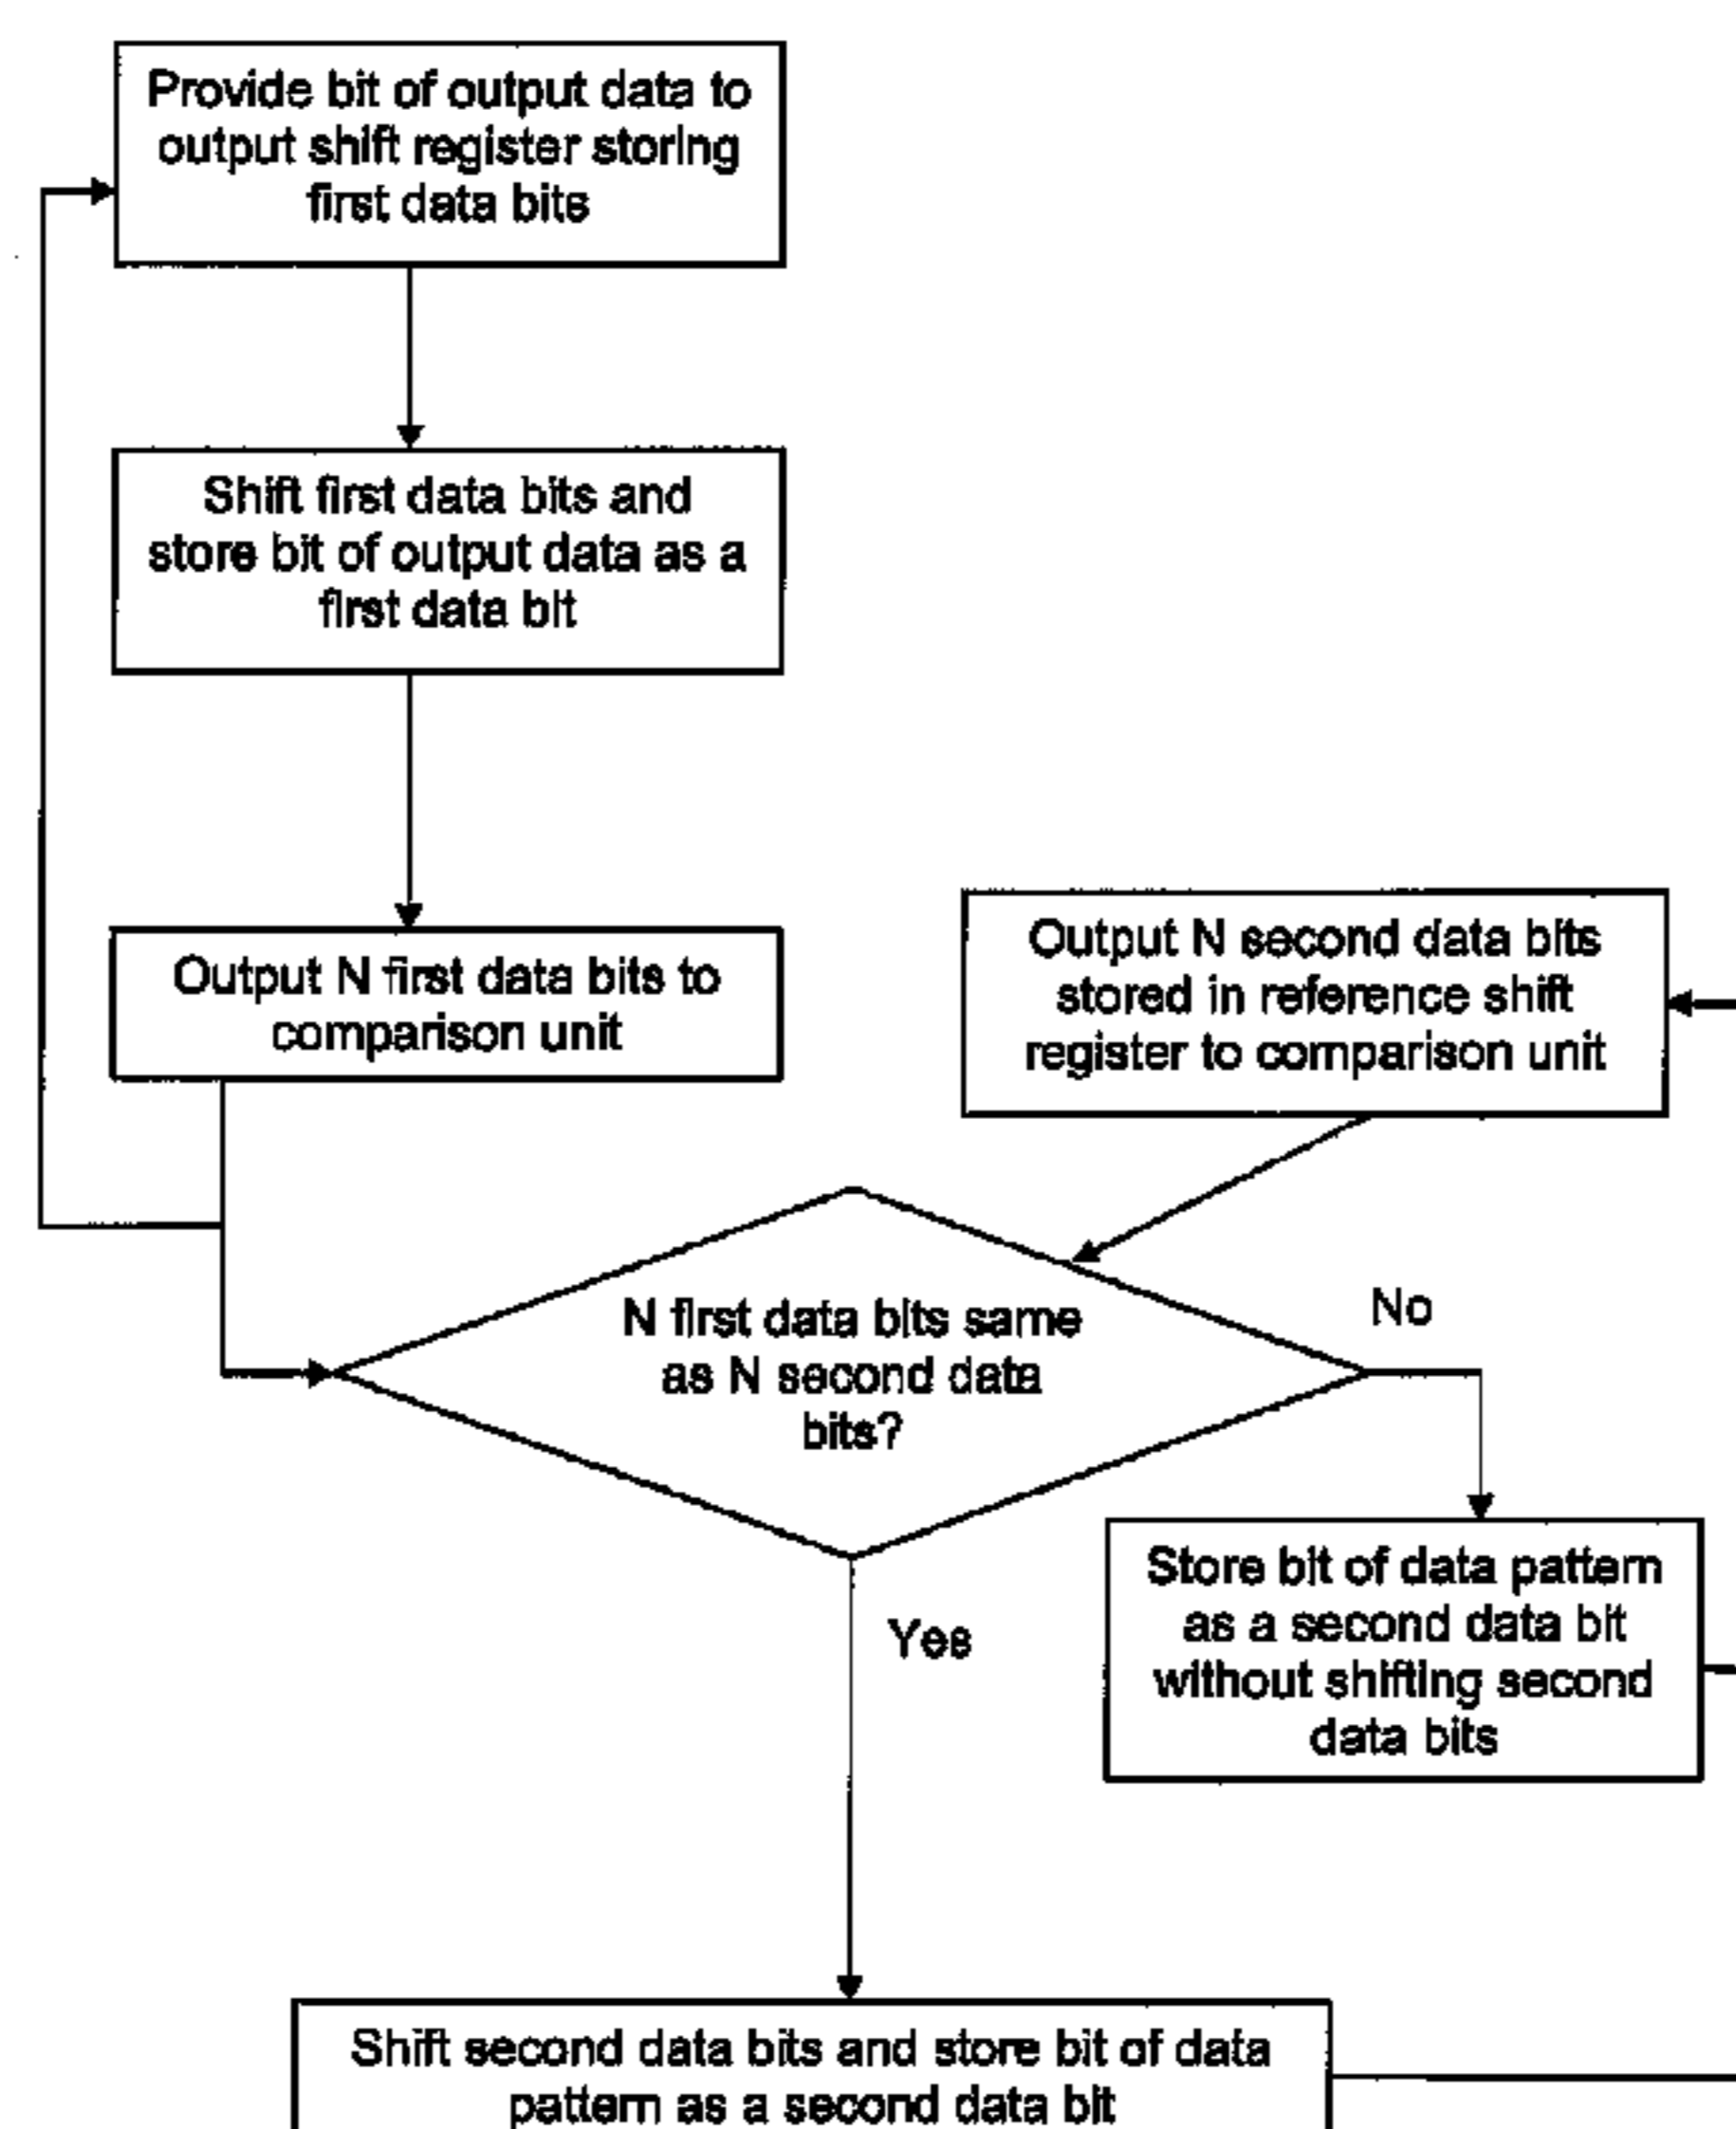 Provide bit of output data to
output shift register storing
first data bits
Shift first data bits and
store bit of output data as a
first data bit
Output N first data bits to
comparison unit
Output N second data bits
stored in reference shift
register to comparison unit
N first data bits same
as N second data
bits?
No
Yes
Store bit of data pattern
as a second data bit
without shifting second
data bits
Shift second data bits and store bit of data
pattern as a second data bit